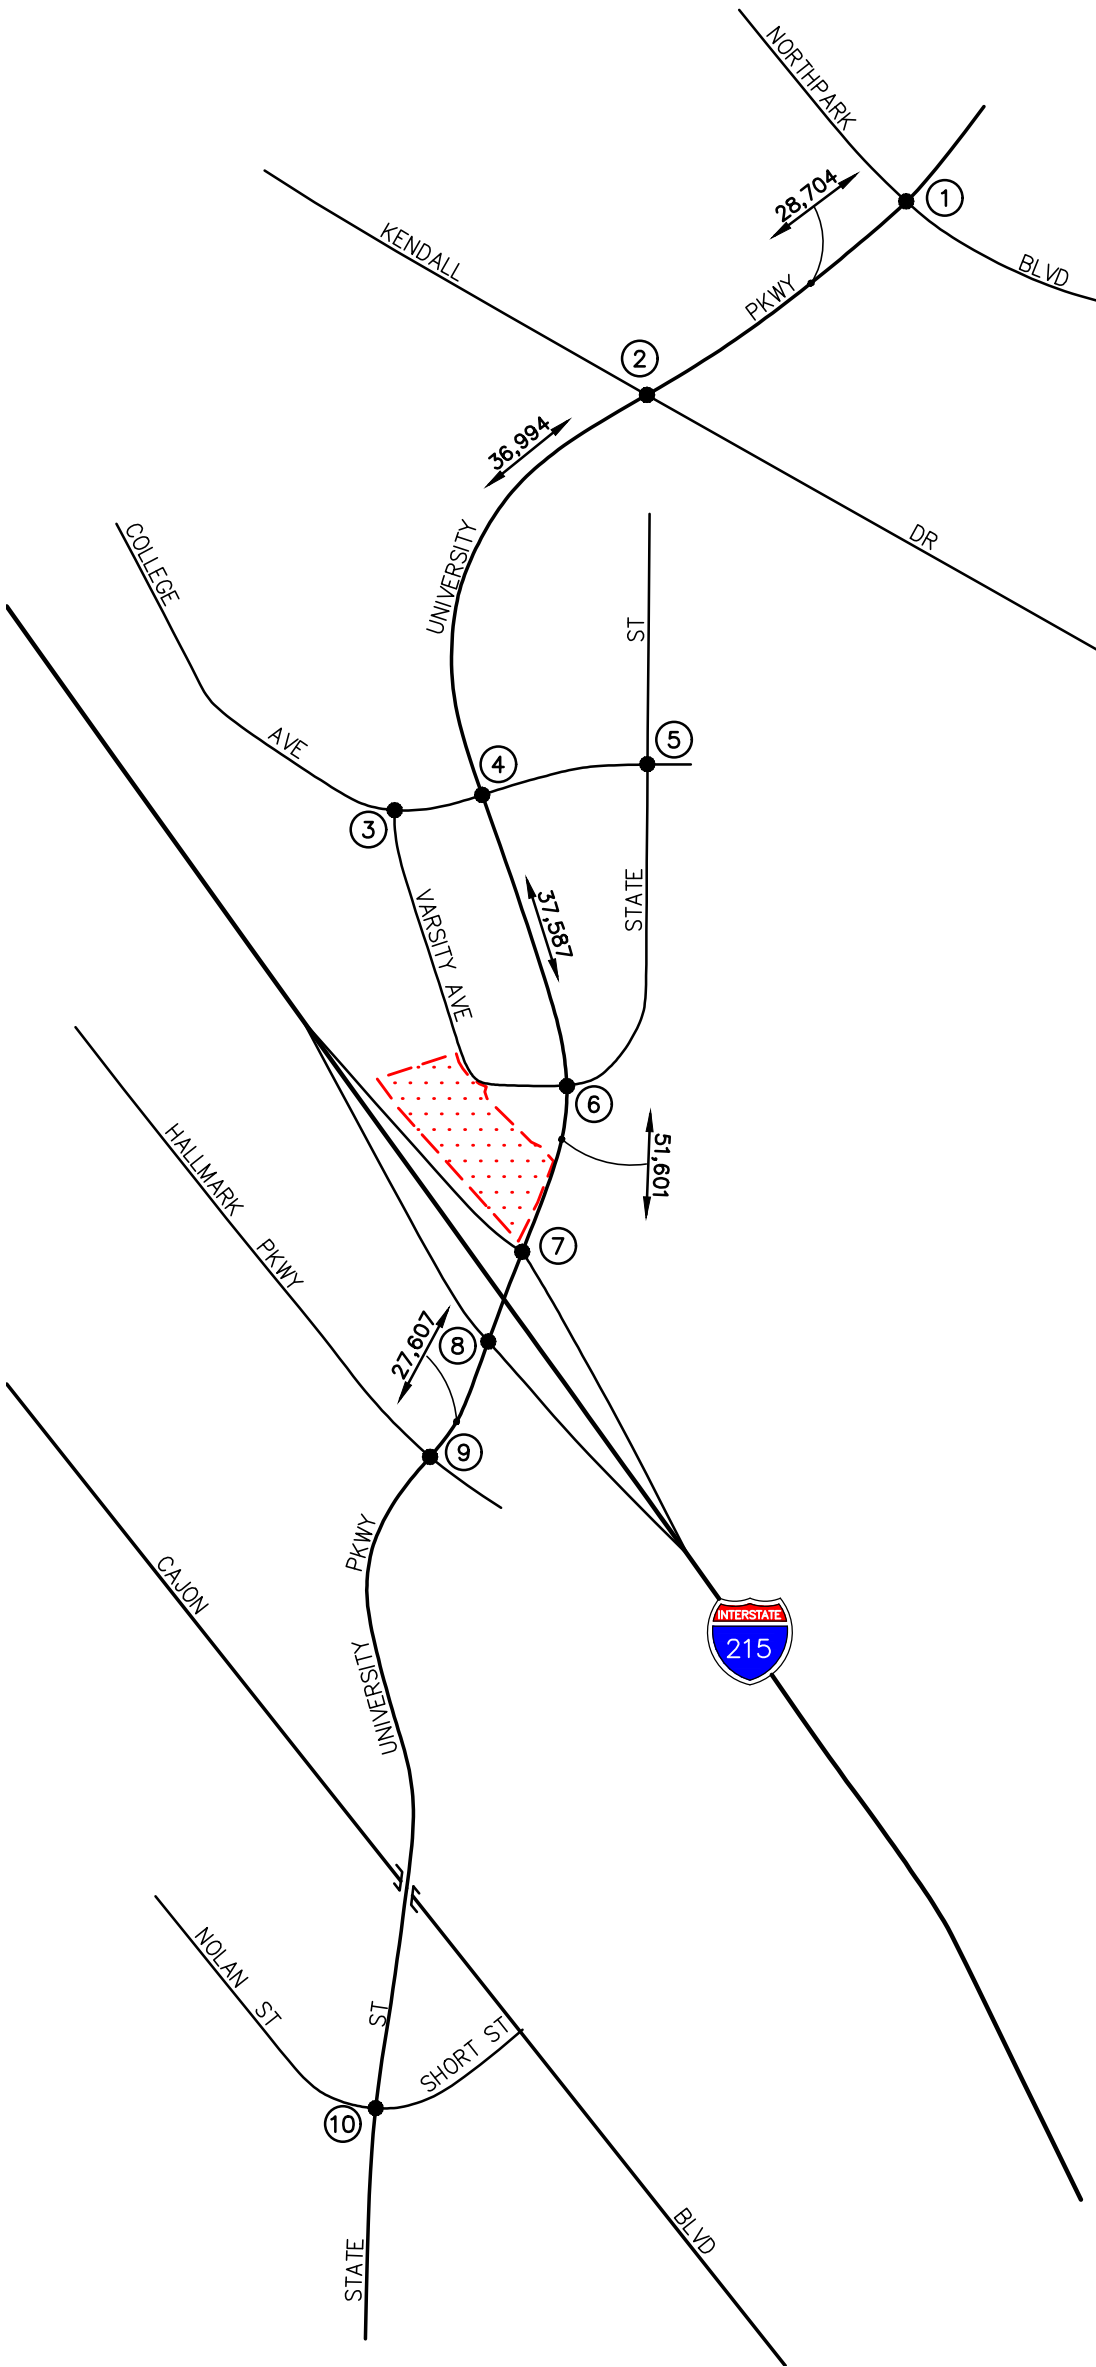 NORTHPARK
28,704
1
BLVD
KENDALL
PKWY
2
36,994
DR
UNIVERSITY
COLLEGE
ST
AVE
5
4
3
37,587
STATE
VARSITY AVE
6
51,601
HALLMARK
PKWY
7
27,607
8
9
PKWY
CAJON
INTERSTATE
215
UNIVERSITY
NOLAN ST
ST
SHORT ST
10
BLVD
STATE